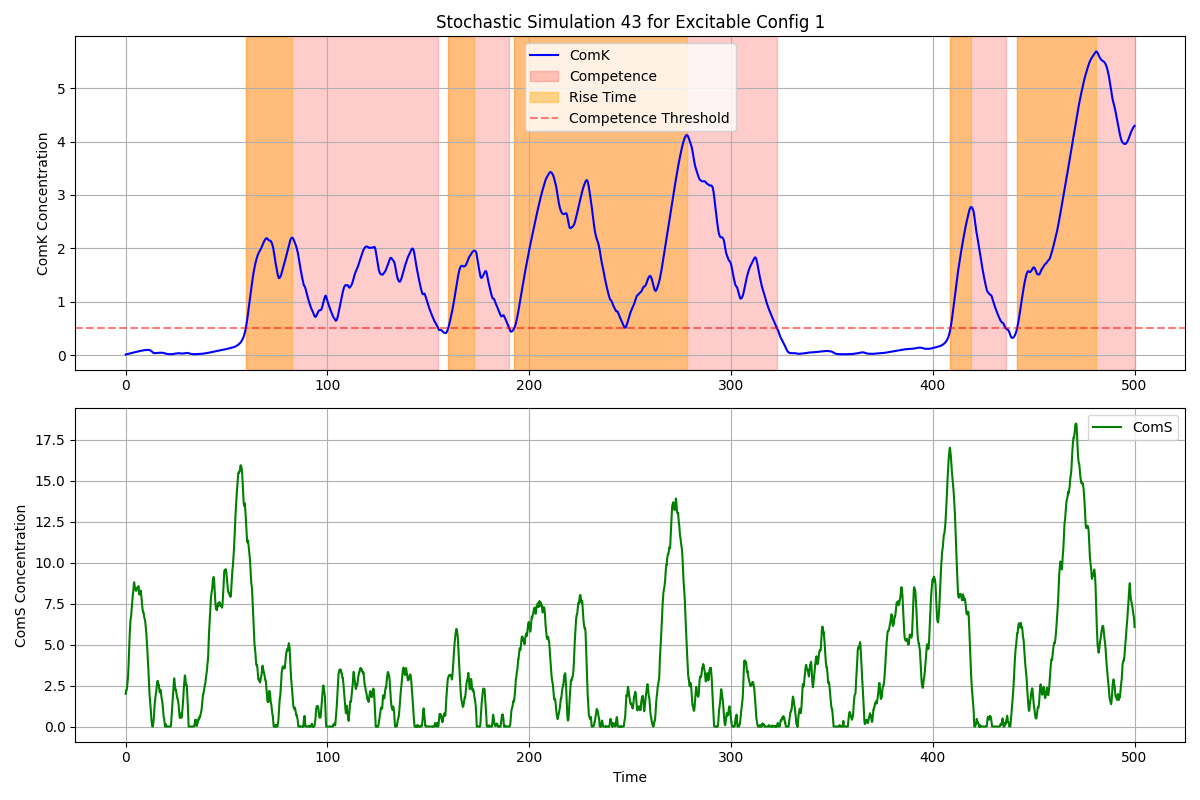 Stochastic Simulation 43 for Excitable Config 1
ComK Concentration
5
4
3
2
1
0
ComK
Competence
Rise Time
Competence Threshold
0 100 200 300 400 500
ComS Concentration
17.5
15.0
12.5
10.0
7.5
5.0
2.5
0.0
ComS
0 100 200 300 400 500
Time